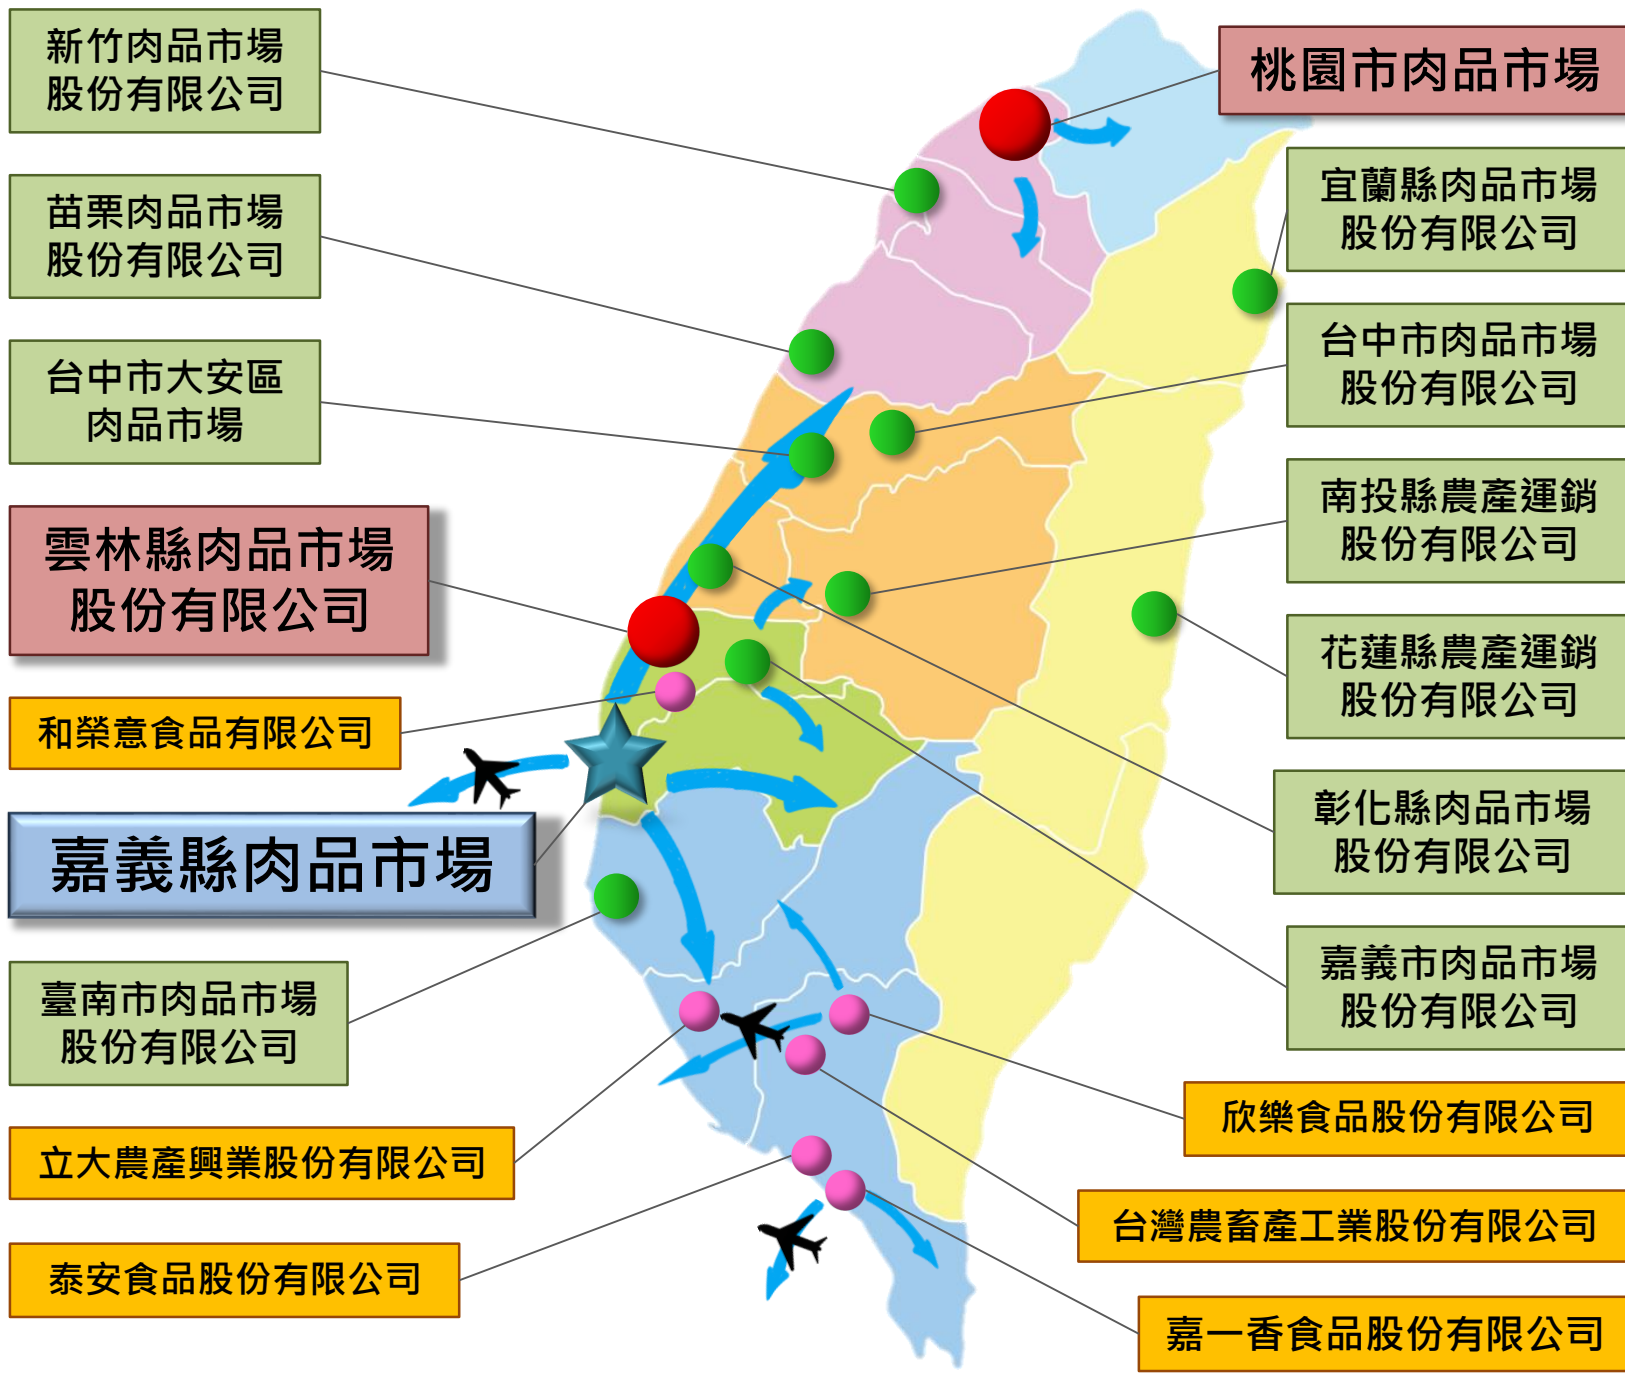 新竹肉品市場
股份有限公司
苗栗肉品市場
股份有限公司
台中市大安區
肉品市場
雲林縣肉品市場
股份有限公司
和榮意食品有限公司
嘉義縣肉品市場
臺南市肉品市場
股份有限公司
立大農產興業股份有限公司
泰安食品股份有限公司
桃園市肉品市場
宜蘭縣肉品市場
股份有限公司
台中市肉品市場
股份有限公司
南投縣農產運銷
股份有限公司
花蓮縣農產運銷
股份有限公司
彰化縣肉品市場
股份有限公司
嘉義市肉品市場
股份有限公司
欣樂食品股份有限公司
台灣農畜產工業股份有限公司
嘉一香食品股份有限公司